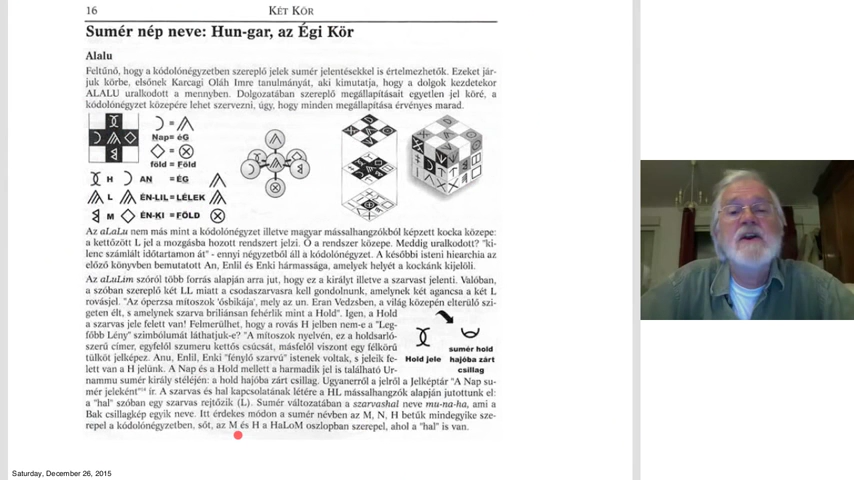 16
KÉT KÖR
Sumér nép neve: Hun-gar, az Égi Kör
Alalu
Feltűnő, hogy a kódolónégyzetben szereplő jelek sumér jelentésekkel is értelmezhetők. Ezeket jár-
juk körbe, elsőnek Karcagi Oláh Imre tanulmányát, aki kimutatja, hogy a dolgok kezdetekor
ALALU uralkodott a mennyben. Dolgozatában szereplő megállapításait egyetlen jel köré, a
kódolónégyzet közepére lehet szervezni, úgy, hogy minden megállapítása érvényes marad.
Nap= éG
föld = Föld
H AN =ÉG
L ÉN-LIL=LÉLEK
M ÉN-KI =FÖLD
Az aLaLu nem más mint a kódolónégyzet illetve magyar mássalhangzókból képzett kocka közepe:
a kettőzött L jel a mozgásba hozott rendszert jelzi. Ő a rendszer közepe. Meddig uralkodott? "ki-
lenc számlált időtartamon át" - ennyi négyzetből áll a kódolónégyzet. A későbbi isteni hiearchia az
előző könyvben bemutatott An, Enlil és Enki hármassága, amelyek helyét a kockánk kijelöli.
Az aLuLim szóról több forrás alapján arra jut, hogy ez a királyt illetve a szarvast jelenti. Valóban,
a szóban szereplő két LL miatt a csodaszarvasra kell gondolnunk, amelynek két agancsa a két L
rovásjel. "Az óperzsa mítoszok 'ősbikája', mely az un. Eran Vedzsben, a világ közepén elterülő szi-
geten élt, s amelynek szarva briliánsan fehérlik mint a Hold". Igen, a Hold
a szarvas jele felett van! Felmerülhet, hogy a rovás H jelben nem-e a "Leg-
főbb Lény" szimbólumát láthatjuk-e? "A mítoszok nyelvén, ez a holdsarló-
szerű címer, egyfelől szumeru kettős csúcsát, másfelől viszont egy félkörű
tülköt jelképez. Anu, Enlil, Enki "fénylő szarvú" istenek voltak, s jeleik fe-
lett van a H jelünk. A Nap és a Hold mellett a harmadik jel is található Ur-
nammu sumér király stéléjén: a hold hajóba zárt csillag. Ugyanerről a jelről a Jelképtár "A Nap su-
mér jeleként" ír. A szarvas és hal kapcsolatának létére a HL mássalhangzók alapján jutottunk el:
a "hal" szóban egy szarvas rejtőzik (L). Sumér változatában a szarvashal neve mu-na-ha, ami a
Bak csillagkép egyik neve. Itt érdekes módon a sumér névben az M, N, H betűk mindegyike sze-
repel a kódolónégyzetben, sőt, az M és H a HaLoM oszlopban szerepel, ahol a "hal" is van.
Hold jele
sumér hold
hajóba zárt
csillag
Saturday, December 26, 2015